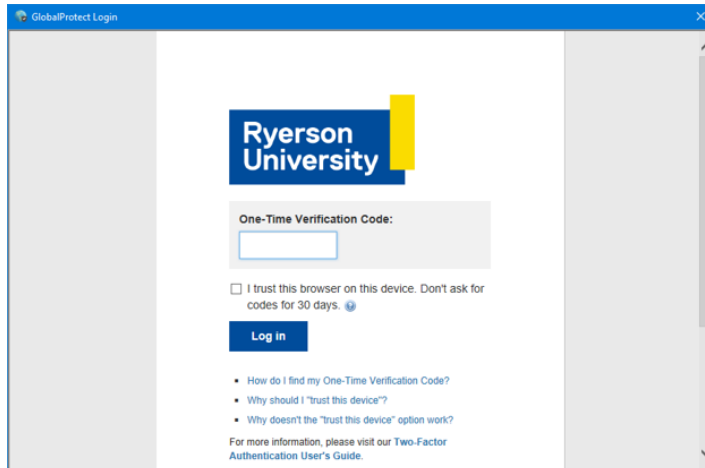 GlobalProtect Login
Ryerson
University
One-Time Verification Code:
I trust this browser on this device. Don't ask for
codes for 30 days.
Log in
How do I find my One-Time Verification Code?
Why should I "trust this device"?
Why doesn't the "trust this device" option work?
For more information, please visit our Two-Factor
Authentication User's Guide.